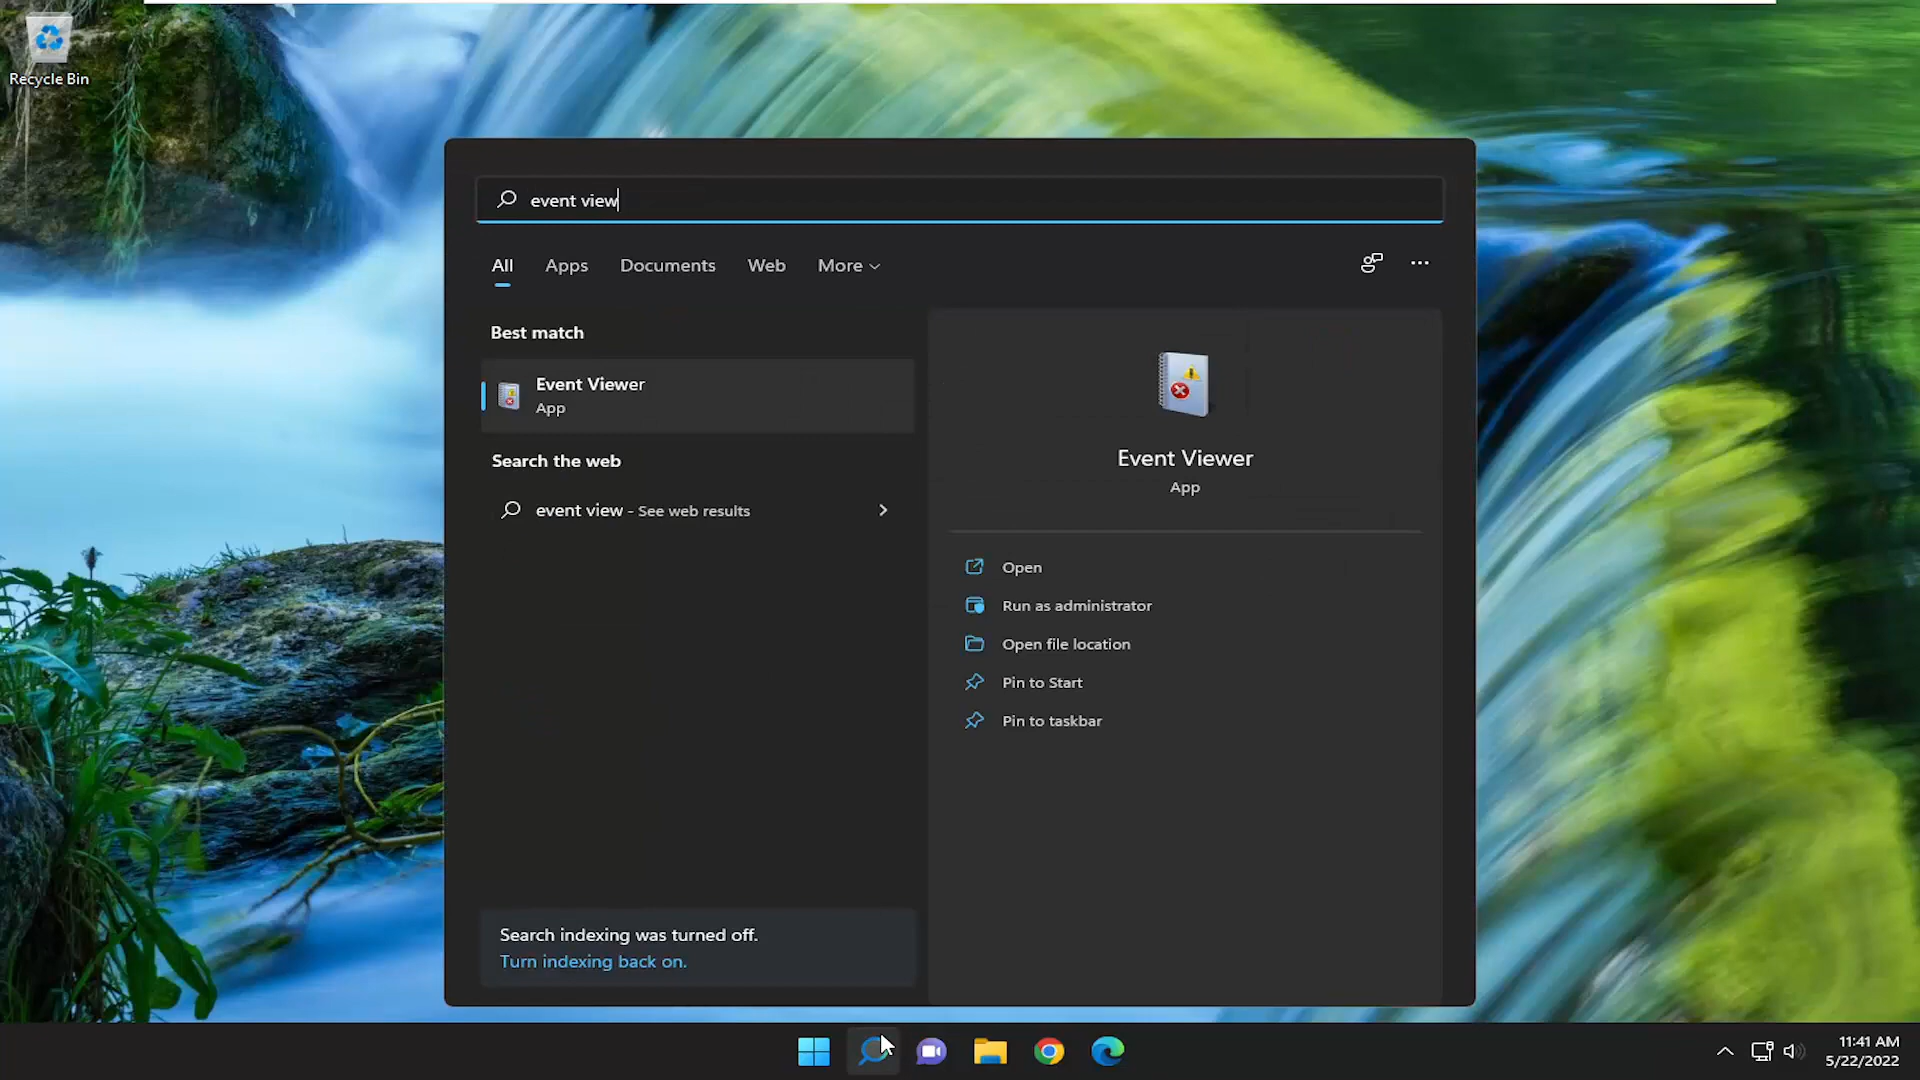 Recycle Bin
event view
All Apps Documents Web More
Best match
Event Viewer
App
Search the web
event view - See web results
Event Viewer
App
Open
Run as administrator
Open file location
Pin to Start
Pin to taskbar
Search indexing was turned off.
Turn indexing back on.
11:41 AM
5/22/2022